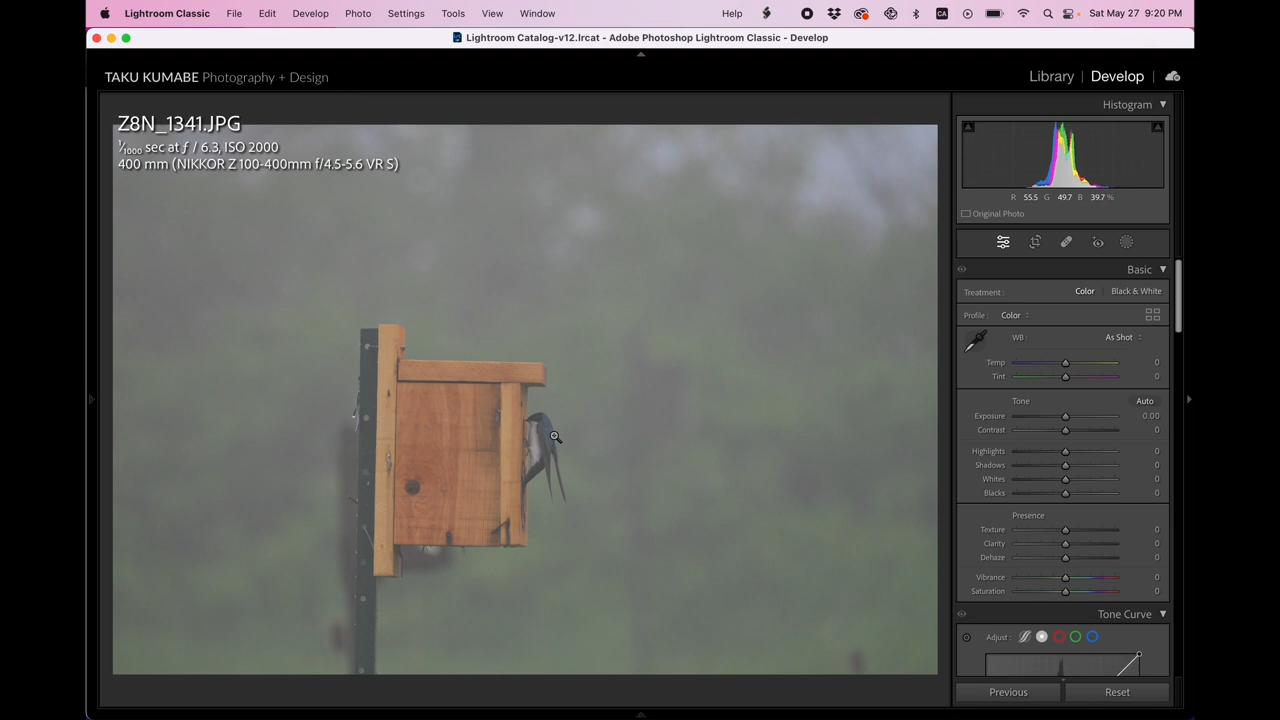 Lightroom Classic File Edit Develop Photo Settings Tools View Window Help CA Sat May 27 9:20 PM
Lightroom Catalog-v12.lrcat - Adobe Photoshop Lightroom Classic - Develop
TAKU KUMABE Photography + Design
Library | Develop
Histogram
Z8N_1341.JPG
1/1000 sec at ƒ / 6.3, ISO 2000
400 mm (NIKKOR Z 100-400mm f/4.5-5.6 VR S)
R 55.5 G 49.7 B 39.7 %
Original Photo
Basic
Treatment : Color Black & White
Profile : Color
WB : As Shot
Temp 0
Tint 0
Tone Auto
Exposure 0.00
Contrast 0
Highlights 0
Shadows 0
Whites 0
Blacks 0
Presence
Texture 0
Clarity 0
Dehaze 0
Vibrance 0
Saturation 0
Tone Curve
Adjust :
Previous Reset